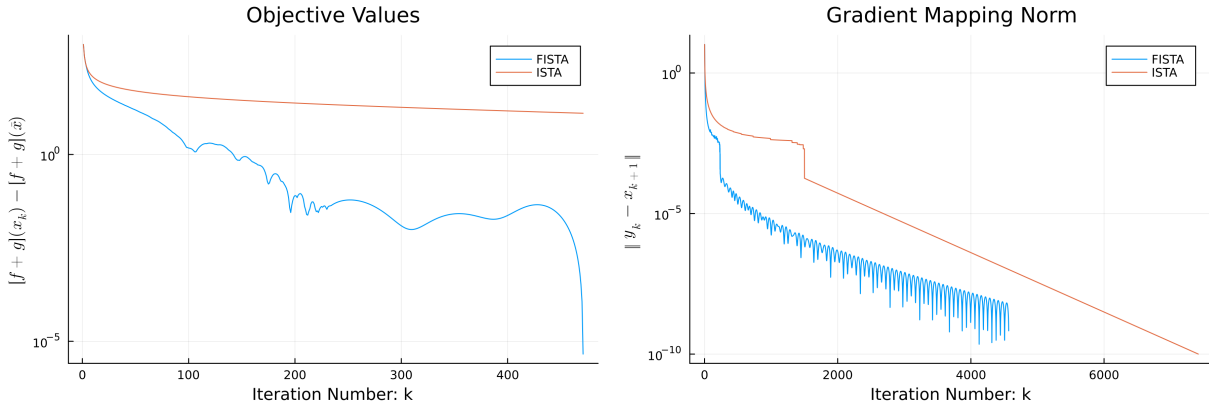 Objective Values
[f + g](x_k) − [f + g](x̄)
10^0
10^−5
0
100
200
300
400
Iteration Number: k
FISTA
ISTA
Gradient Mapping Norm
‖ y_k − x_{k+1} ‖
10^0
10^−5
10^−10
0
2000
4000
6000
Iteration Number: k
FISTA
ISTA